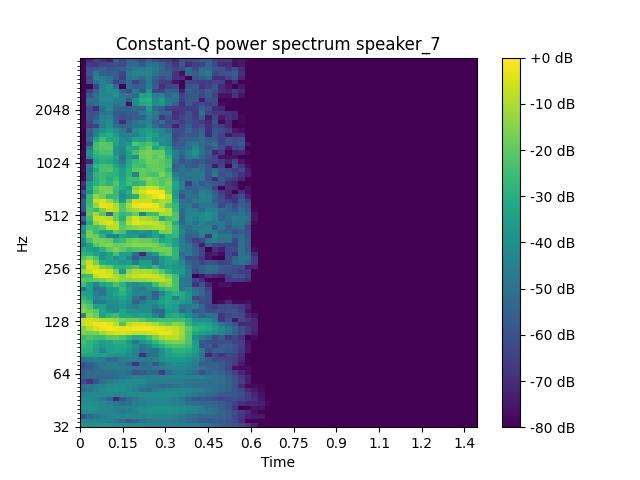 Constant-Q power spectrum speaker_7
Hz
2048
1024
512
256
128
64
32
0 0.15 0.3 0.45 0.6 0.75 0.9 1.1 1.2 1.4
Time
+0 dB
-10 dB
-20 dB
-30 dB
-40 dB
-50 dB
-60 dB
-70 dB
-80 dB